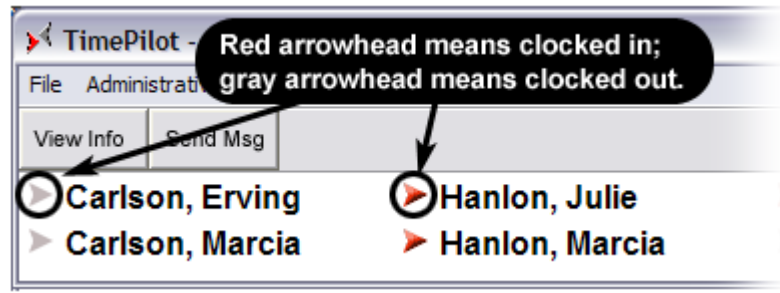 TimePilot -
Red arrowhead means clocked in;
gray arrowhead means clocked out.
File
View Info Send Msg
Carlson, Erving Hanlon, Julie
Carlson, Marcia Hanlon, Marcia